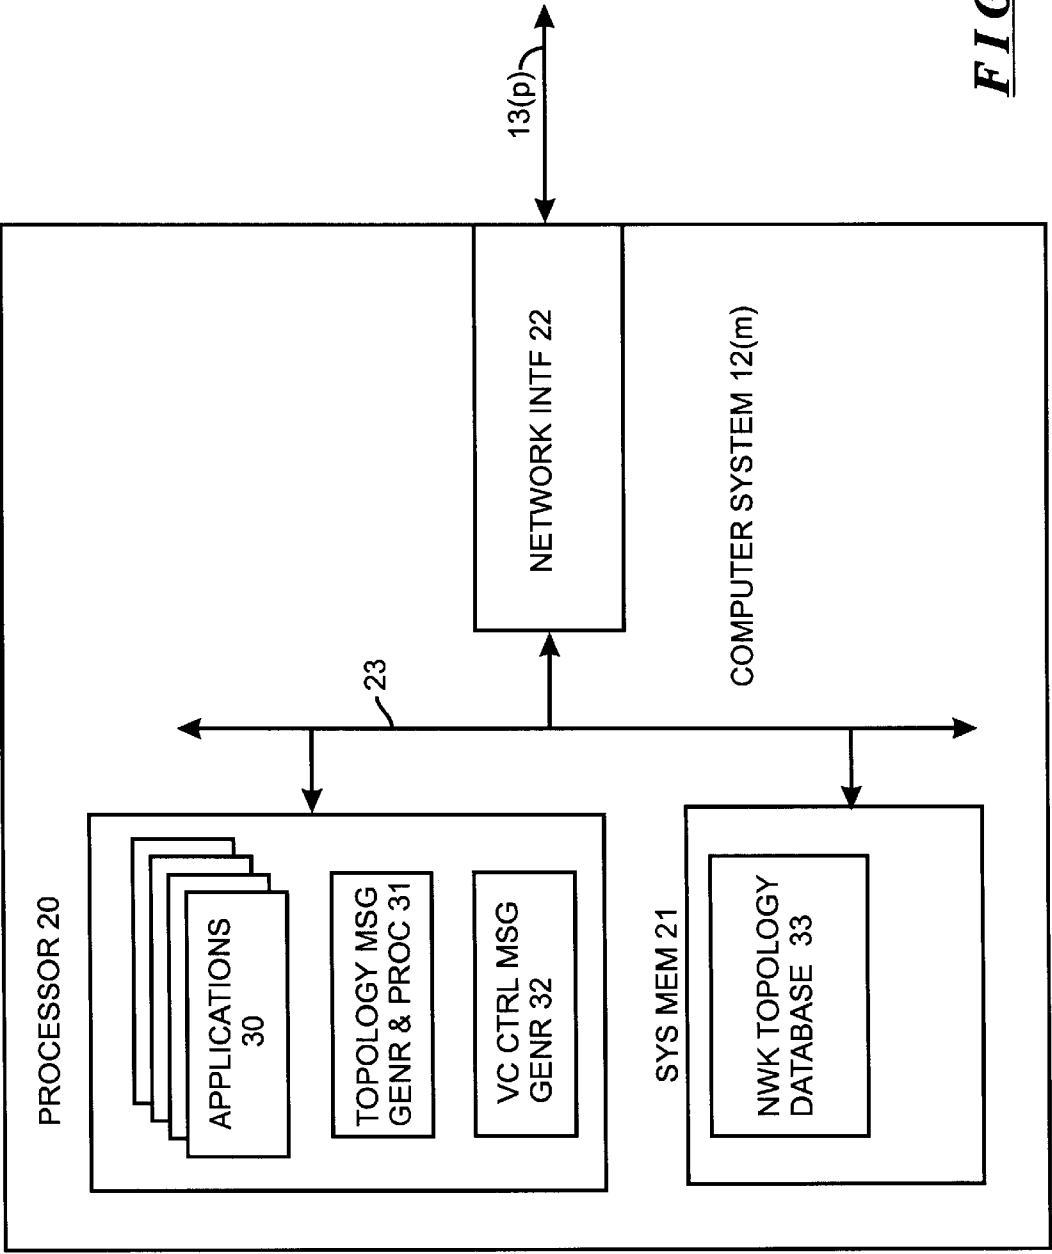 PROCESSOR 20
APPLICATIONS
30
TOPOLOGY MSG
GENR & PROC 31
VC CTRL MSG
GENR 32
SYS MEM 21
NWK TOPOLOGY
DATABASE 33
23
NETWORK INTF 22
COMPUTER SYSTEM 12(m)
13(p)